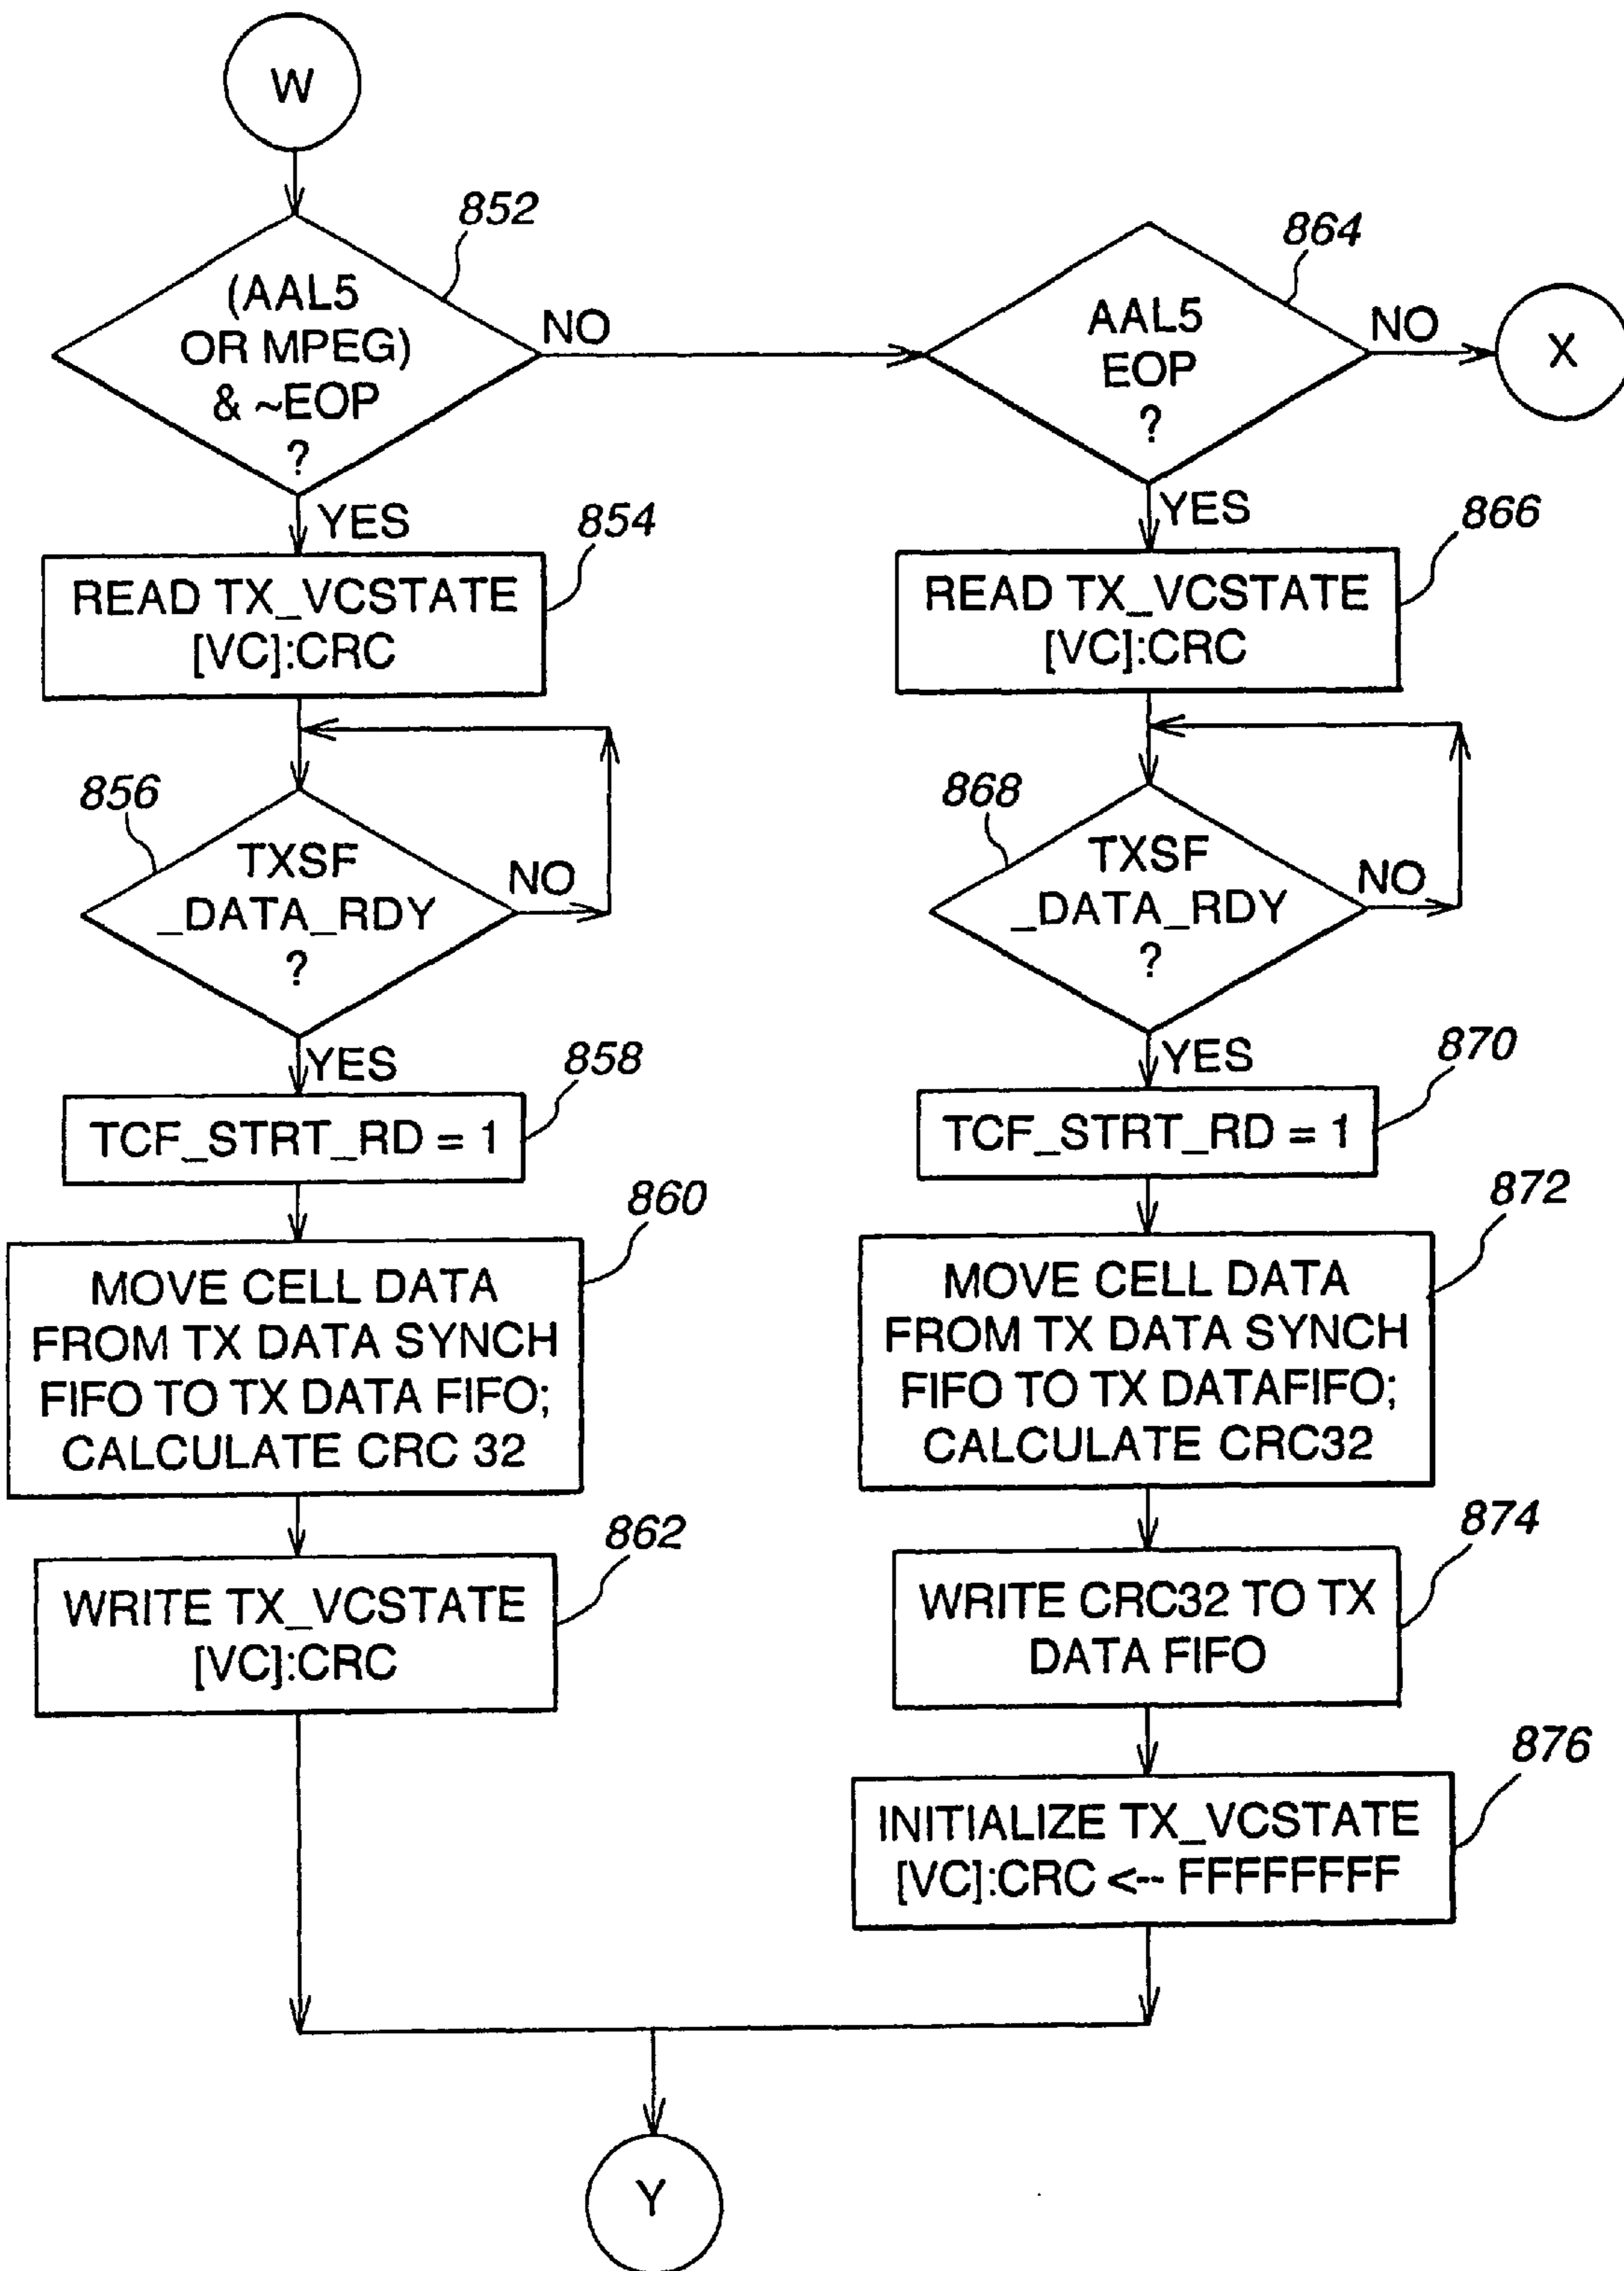 W
852
(AAL5
OR MPEG)
& ~EOP
?
NO
YES
864
AAL5
EOP
?
NO
X
YES
854
READ TX_VCSTATE
[VC]:CRC
856
TXSF
_DATA_RDY
?
NO
YES
858
TCF_STRT_RD = 1
860
MOVE CELL DATA
FROM TX DATA SYNCH
FIFO TO TX DATA FIFO;
CALCULATE CRC 32
862
WRITE TX_VCSTATE
[VC]:CRC
866
READ TX_VCSTATE
[VC]:CRC
868
TXSF
_DATA_RDY
?
NO
YES
870
TCF_STRT_RD = 1
872
MOVE CELL DATA
FROM TX DATA SYNCH
FIFO TO TX DATAFIFO;
CALCULATE CRC32
874
WRITE CRC32 TO TX
DATA FIFO
876
INITIALIZE TX_VCSTATE
[VC]:CRC <-- FFFFFFFF
Y